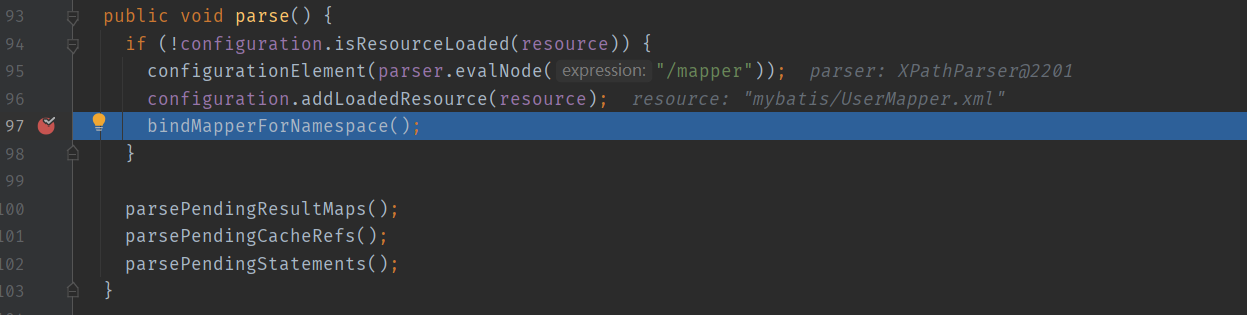 93 public void parse() {
94 if (!configuration.isResourceLoaded(resource)) {
95 configurationElement(parser.evalNode( expression: "/mapper")); parser: XPathParser@2201
96 configuration.addLoadedResource(resource); resource: "mybatis/UserMapper.xml"
97 bindMapperForNamespace();
98 }
99
100 parsePendingResultMaps();
101 parsePendingCacheRefs();
102 parsePendingStatements();
103 }